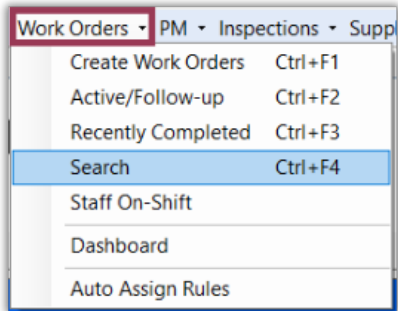 Work Orders PM Inspections Suppl
Create Work Orders Ctrl+F1
Active/Follow-up Ctrl+F2
Recently Completed Ctrl+F3
Search Ctrl+F4
Staff On-Shift
Dashboard
Auto Assign Rules